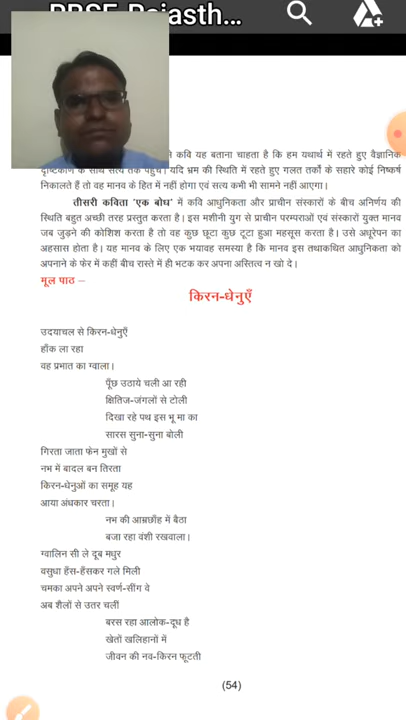 RBSE Rajasth...
कवि यह बताना चाहता है कि हम यथार्थ में रहते हुए वैज्ञानिक
दृष्टिकोण के साथ सत्य तक पहुँचे। यदि भ्रम की स्थिति में रहते हुए गलत तर्कों के सहारे कोई निष्कर्ष
निकालते हैं तो वह मानव के हित में नहीं होगा एवं सत्य कभी भी सामने नहीं आएगा।
तीसरी कविता 'एक बोध' में कवि आधुनिकता और प्राचीन संस्कारों के बीच अनिर्णय की
स्थिति बहुत अच्छी तरह प्रस्तुत करता है। इस मशीनी युग से प्राचीन परम्पराओं एवं संस्कारों युक्त मानव
जब जुड़ने की कोशिश करता है तो वह कुछ छूटा कुछ टूटा हुआ महसूस करता है। उसे अधूरेपन का
अहसास होता है। यह मानव के लिए एक भयावह समस्या है कि मानव इस तथाकथित आधुनिकता को
अपनाने के फेर में कहीं बीच रास्ते में ही भटक कर अपना अस्तित्व न खो दे।
मूल पाठ –
किरन-धेनुएँ
उदयाचल से किरन-धेनुएँ
हाँक ला रहा
वह प्रभात का ग्वाला।
पूँछ उठाये चली आ रही
क्षितिज-जंगलों से टोली
दिखा रहे पथ इस भू मा का
सारस सुना-सुना बोली
गिरता जाता फेन मुखों से
नभ में बादल बन तिरता
किरन-धेनुओं का समूह यह
आया अंधकार चरता।
नभ की आम्रछाँह में बैठा
बजा रहा वंशी रखवाला।
ग्वालिन सी ले दूब मधुर
वसुधा हँस-हँसकर गले मिली
चमका अपने अपने स्वर्ण-सींग वे
अब शैलों से उतर चलीं
बरस रहा आलोक-दूध है
खेतों खलिहानों में
जीवन की नव-किरन फूटती
(54)